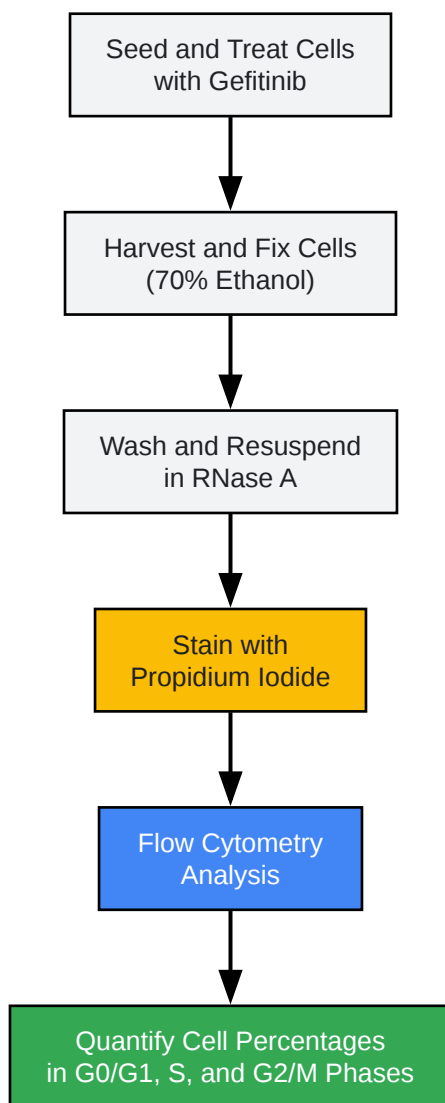 Seed and Treat Cells
with Gefitinib
Harvest and Fix Cells
(70% Ethanol)
Wash and Resuspend
in RNase A
Stain with
Propidium Iodide
Flow Cytometry
Analysis
Quantify Cell Percentages
in G0/G1, S, and G2/M Phases